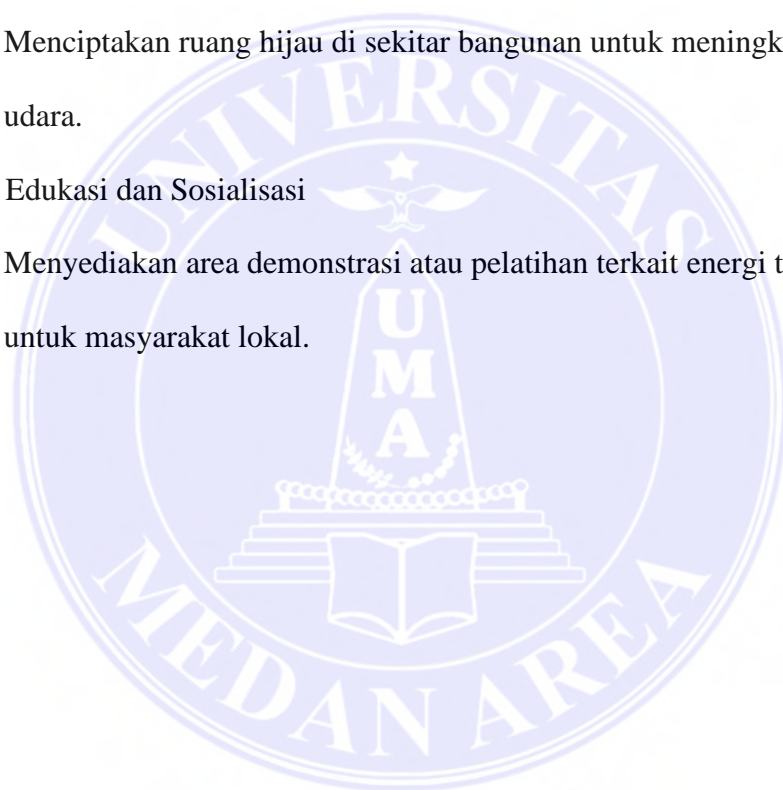 Menciptakan ruang hijau di sekitar bangunan untuk
udara.
Edukasi dan Sosialisasi
Menyediakan area demonstrasi atau pelatihan terkait energi
untuk masyarakat lokal.
UNIVERSITAS
UMA
MEDAN AREA